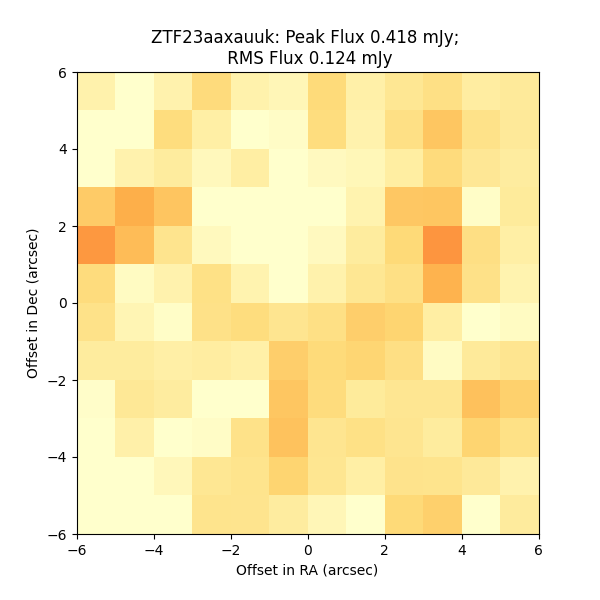 ZTF23aaxauuk: Peak Flux 0.418 mJy;
RMS Flux 0.124 mJy
6
4
2
0
−2
−4
−6
Offset in Dec (arcsec)
−6 −4 −2 0 2 4 6
Offset in RA (arcsec)